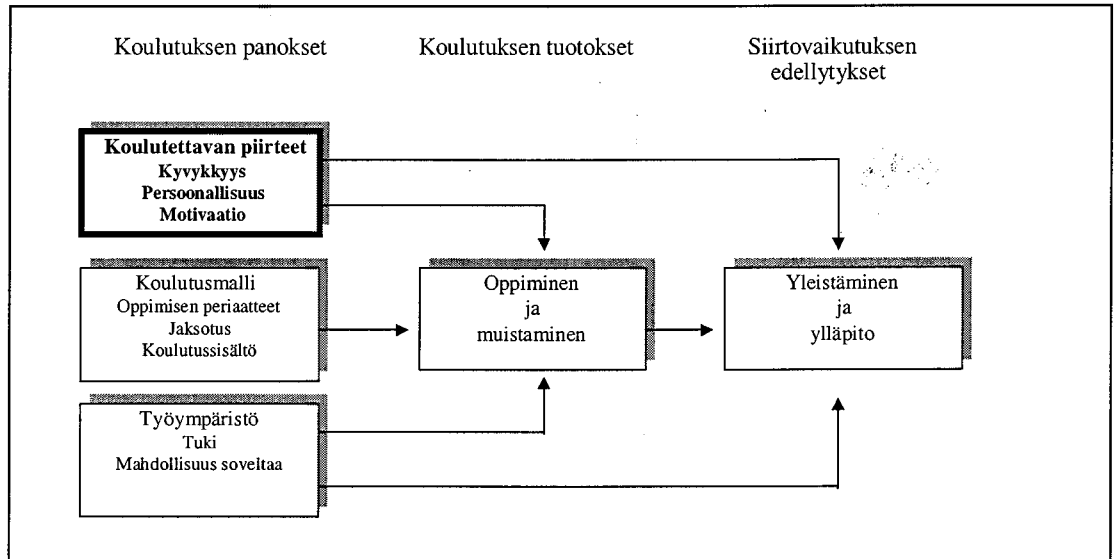 Koulutuksen panokset
Koulutuksen tuotokset
Siirtovaikutuksen
edellytykset
Koulutettavan piirteet
Kyvykkyys
Persoonallisuus
Motivaatio
Koulutusmalli
Oppimisen periaatteet
Jaksotus
Koulutussisältö
Oppiminen
ja
muistaminen
Yleistäminen
ja
ylläpito
Työympäristö
Tuki
Mahdollisuus soveltaa